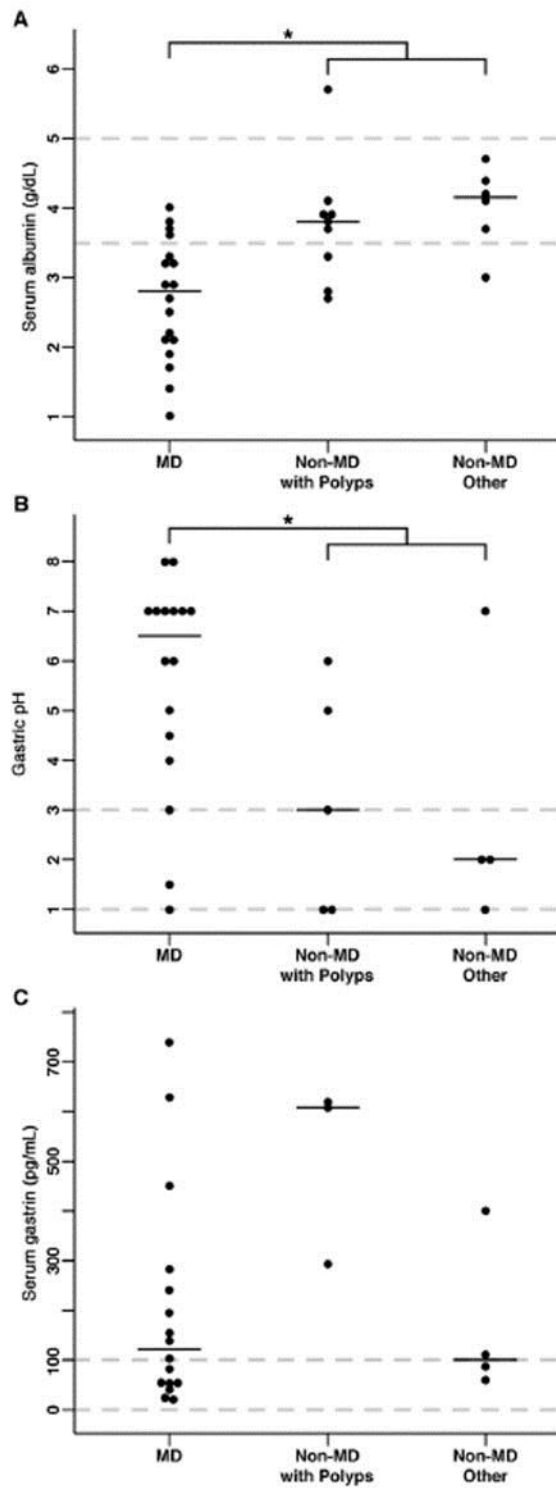 A
*
6
5
4
3
2
1
Serum albumin (g/dL)
MD
Non-MD
with Polyps
Non-MD
Other
B
*
8
7
6
5
4
3
2
1
Gastric pH
MD
Non-MD
with Polyps
Non-MD
Other
C
700
500
300
100
0
Serum gastrin (pg/mL)
MD
Non-MD
with Polyps
Non-MD
Other